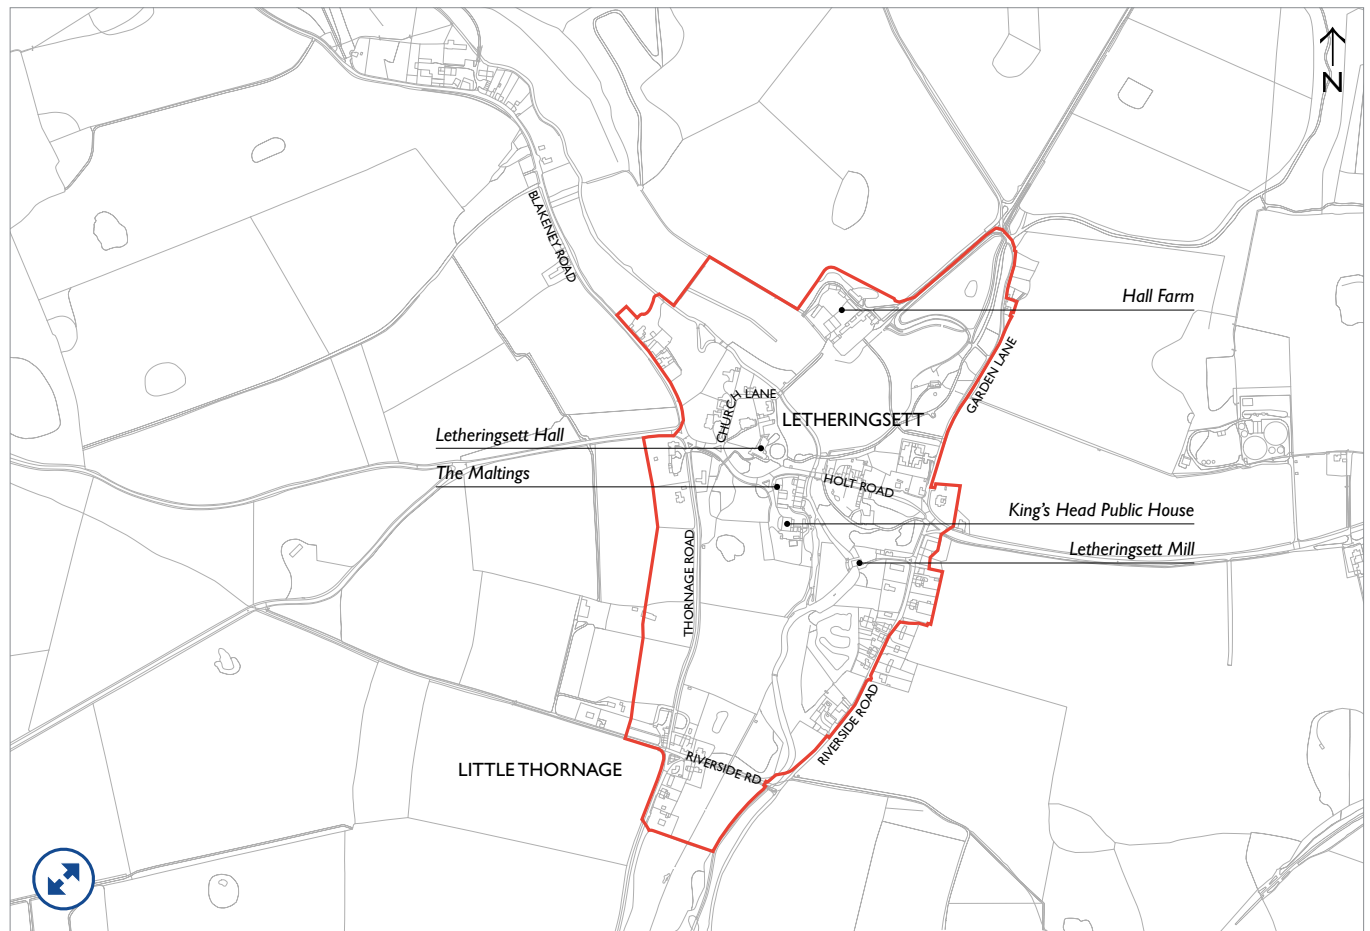 N
BLAKENEY ROAD
Hall Farm
GARDEN LANE
CHURCH LANE
LETHERINGSETT
Letheringsett Hall
The Maltings
HOLT ROAD
King's Head Public House
Letheringsett Mill
THORNAGE ROAD
RIVERSIDE ROAD
RIVERSIDE RD
LITTLE THORNAGE